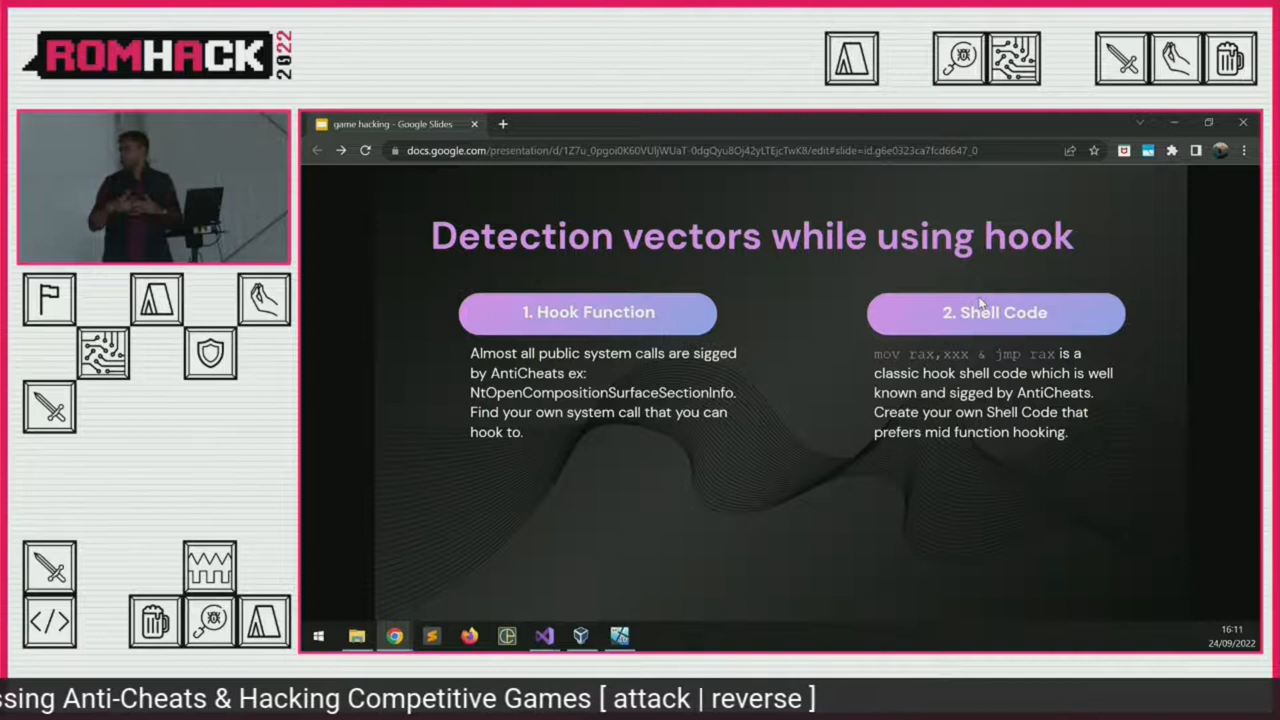 ROMHACK
2022
game hacking - Google Slides
docs.google.com/presentation/d/1Z7u_0pgoi0K60VUljWUaT-0dgQyu8Oj42yLTEjcTwK8/edit#slide=id.g6e0323ca7fcd6647_0
Detection vectors while using hook
1. Hook Function
Almost all public system calls are sigged
by AntiCheats ex:
NtOpenCompositionSurfaceSectionInfo.
Find your own system call that you can
hook to.
2. Shell Code
mov rax,xxx & jmp rax is a
classic hook shell code which is well
known and sigged by AntiCheats.
Create your own Shell Code that
prefers mid function hooking.
</>
16:11
24/09/2022
ssing Anti-Cheats & Hacking Competitive Games [ attack | reverse ]